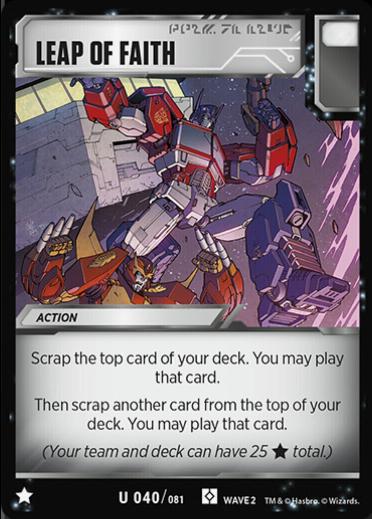 LEAP OF FAITH
ACTION
Scrap the top card of your deck. You may play
that card.
Then scrap another card from the top of your
deck. You may play that card.
(Your team and deck can have 25 ★ total.)
U 040/081 WAVE 2 TM & © Hasbro. © Wizards.